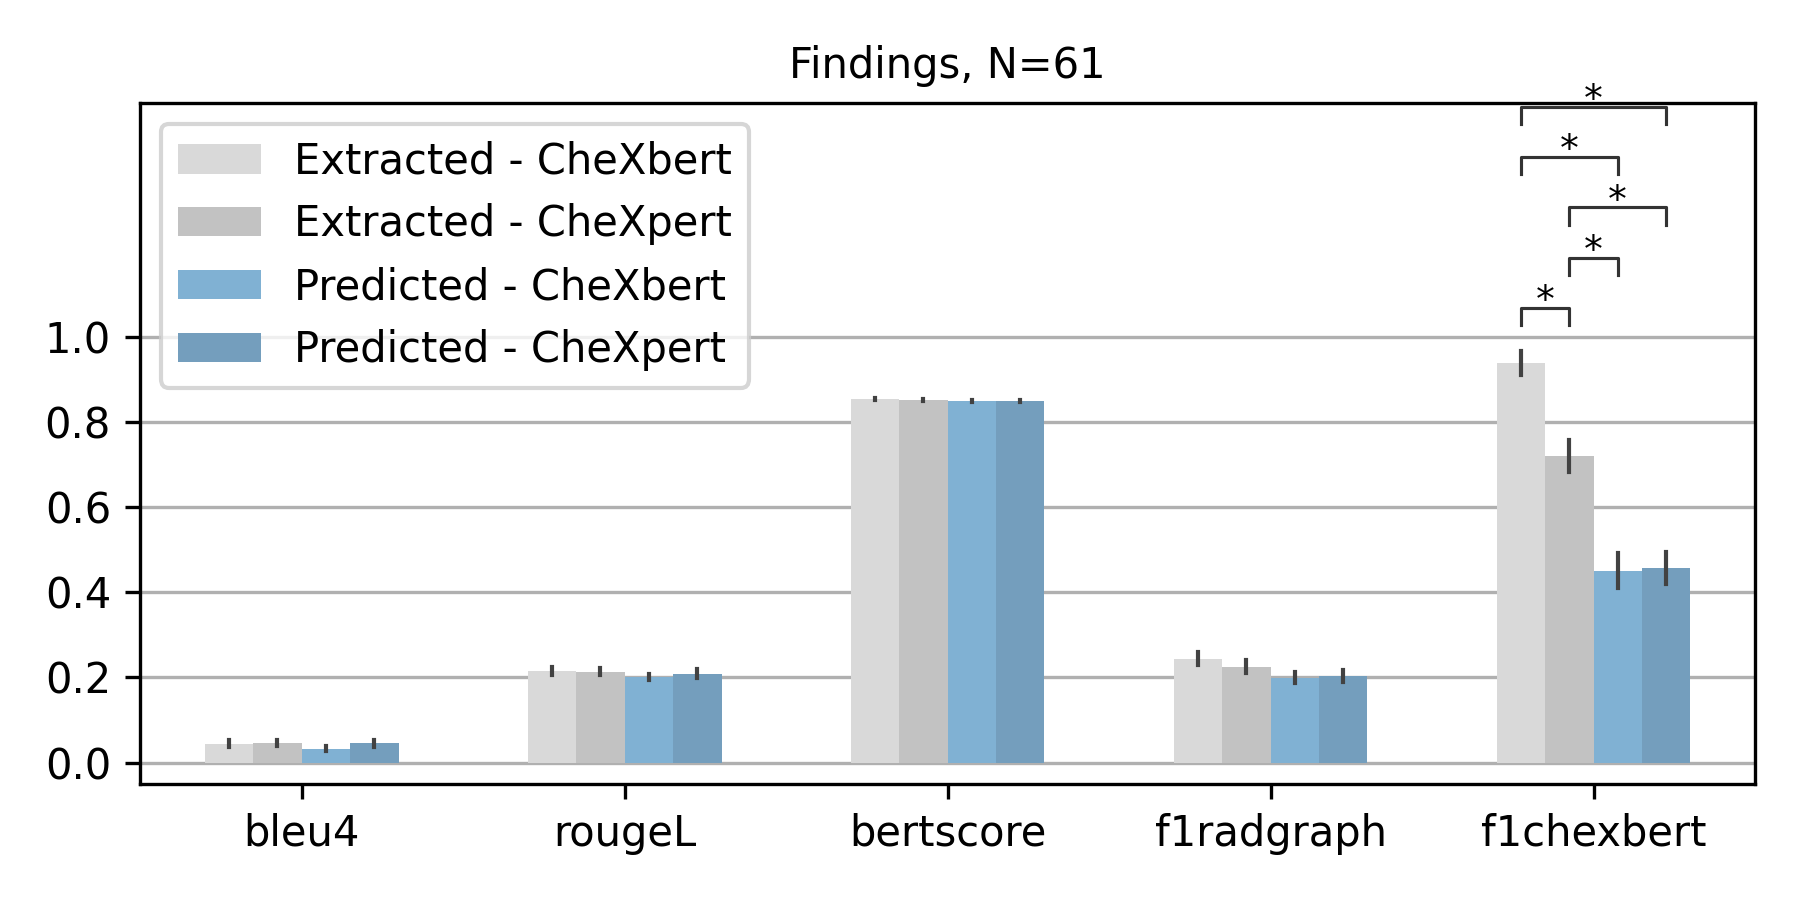 Findings, N=61
*
*
*
*
*
Extracted - CheXbert
Extracted - CheXpert
Predicted - CheXbert
Predicted - CheXpert
1.0
0.8
0.6
0.4
0.2
0.0
bleu4 rougeL bertscore f1radgraph f1chexbert